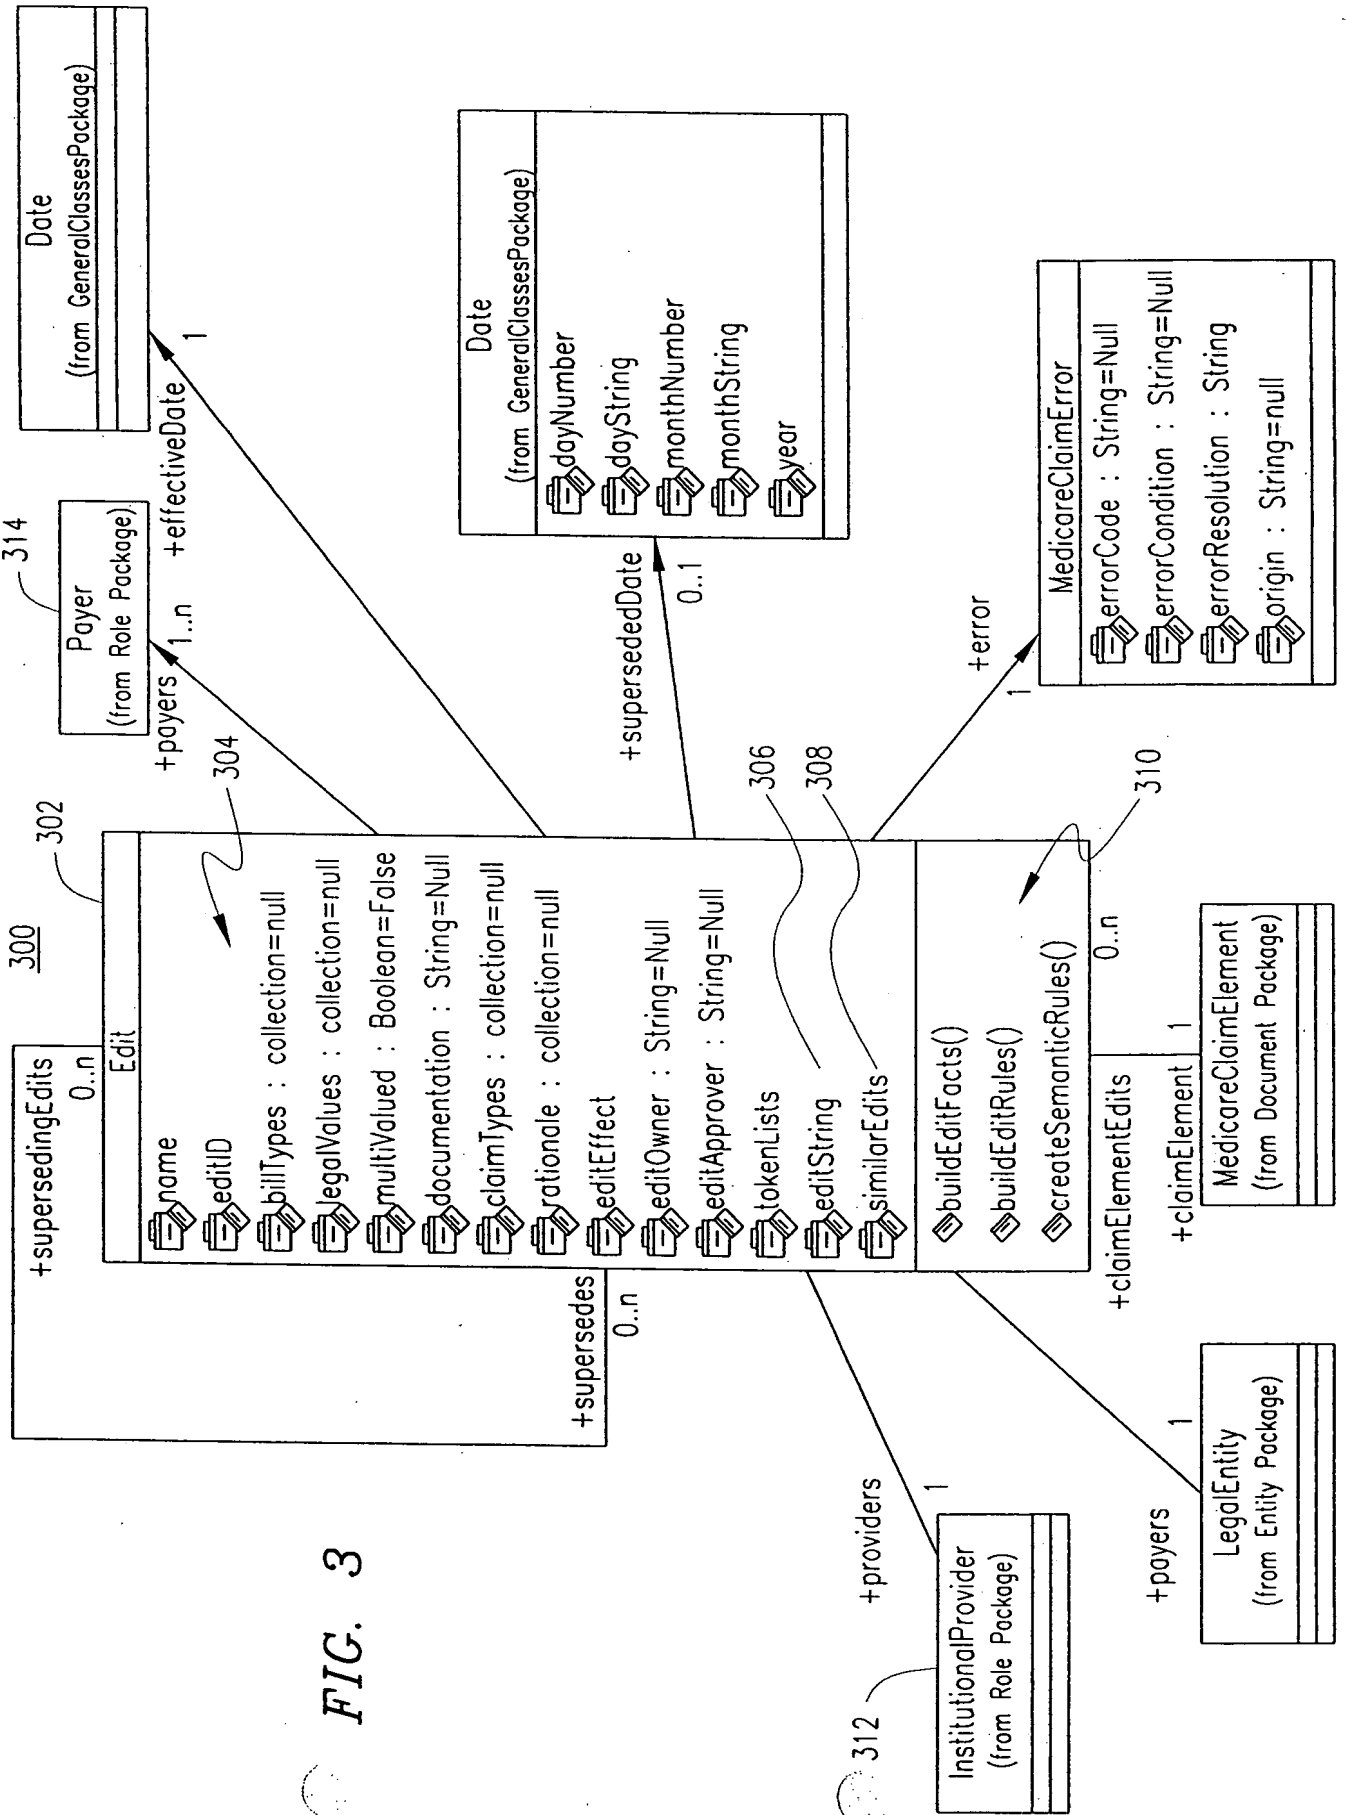 300
302
304
+supersedingEdits
0..n
Edit
name
editID
billTypes : collection=null
legalValues : collection=null
multiValued : Boolean=False
documentation : String=Null
claimTypes : collection=null
rationale : collection=null
editEffect
editOwner : String=Null
editApprover : String=Null
tokenLists
editString
similarEdits
buildEditFacts()
buildEditRules()
createSemanticRules()
306
308
310
+supersedes
0..n
314
Payer
(from Role Package)
+payers
1..n
Date
(from GeneralClassesPackage)
+effectiveDate
1
Date
(from GeneralClassesPackage)
dayNumber
dayString
monthNumber
monthString
year
+supersededDate
0..1
+error
1
MedicareClaimError
errorCode : String=Null
errorCondition : String=Null
errorResolution : String
origin : String=null
+claimElementEdits
0..n
+claimElement
1
MedicareClaimElement
(from Document Package)
+payers
1
LegalEntity
(from Entity Package)
+providers
1
312
InstitutionalProvider
(from Role Package)
FIG. 3